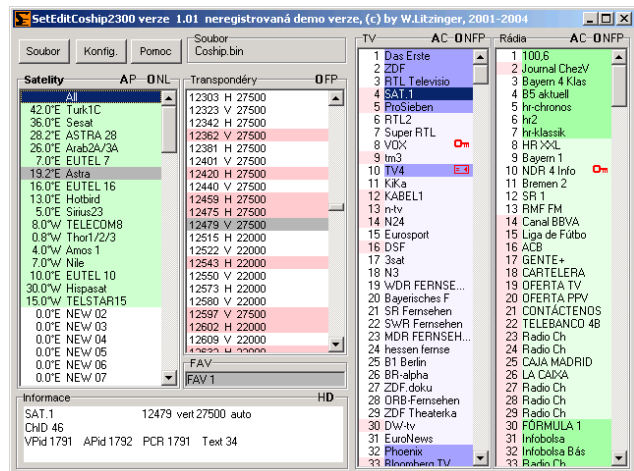 SetEditCoship2300 verze 1.01 neregistrovaná demo verze, (c) by W.Litzinger, 2001-2004
Soubor
Konfig.
Pomoc
Soubor
Coship.bin
Satelity AP ONL
All
42.0°E Turk1C
36.0°E Sesat
28.2°E ASTRA 28
26.0°E Arab2A/3A
7.0°E EUTEL 7
19.2°E Astra
16.0°E EUTEL 16
13.0°E Hotbird
5.0°E Sirius23
8.0°W TELECOM8
0.8°W Thor1/2/3
4.0°W Amos 1
7.0°W Nile
10.0°E EUTEL 10
30.0°W Hispasat
15.0°W TELSTAR15
0.0°E NEW 02
0.0°E NEW 03
0.0°E NEW 04
0.0°E NEW 05
0.0°E NEW 06
0.0°E NEW 07
Transpondéry OFP
12303 H 27500
12323 V 27500
12342 H 27500
12362 V 27500
12381 H 27500
12401 V 27500
12420 H 27500
12440 V 27500
12459 H 27500
12475 H 27500
12479 V 27500
12515 H 22000
12522 V 22000
12543 H 22000
12550 V 22000
12573 H 22000
12580 V 22000
12597 V 27500
12602 H 22000
12609 V 22000
12632 H 22000
FAV
FAV 1
Informace HD
SAT.1 12479 vert 27500 auto
ChID 46
VPid 1791 APid 1792 PCR 1791 Text 34
TV AC ONFP
1 Das Erste
2 ZDF
3 RTL Televisio
4 SAT.1
5 ProSieben
6 RTL2
7 Super RTL
8 VOX
9 tm3
10 TV4
11 KiKa
12 KABEL1
13 n-tv
14 N24
15 Eurosport
16 DSF
17 3sat
18 N3
19 WDR FERNSE...
20 Bayerisches F
21 SR Fernsehen
22 SWR Fernsehen
23 MDR FERNSEH...
24 hessen fernse
25 B1 Berlin
26 BR-alpha
27 ZDF.doku
28 ORB-Fernsehen
29 ZDF Theaterka
30 DW-tv
31 EuroNews
32 Phoenix
33 Bloomberg TV
Rádia AC ONFP
1 100,6
2 Journal ChezV
3 Bayern 4 Klas
4 B5 aktuell
5 hr-chronos
6 hr2
7 hr-klassik
8 HR XXL
9 Bayern 1
10 NDR 4 Info
11 Bremen 2
12 SR 1
13 RMF FM
14 Canal BBVA
15 Liga de Fútbo
16 ACB
17 GENTE+
18 CARTELERA
19 OFERTA TV
20 OFERTA PPV
21 CONTÁCTENOS
22 TELEBANCO 4B
23 Radio Ch
24 Radio Ch
25 CAJA MADRID
26 LA CAIXA
27 Radio Ch
28 Radio Ch
29 Radio Ch
30 FÓRMULA 1
31 Infobolsa
32 Infobolsa Bás
33 Radio Ch